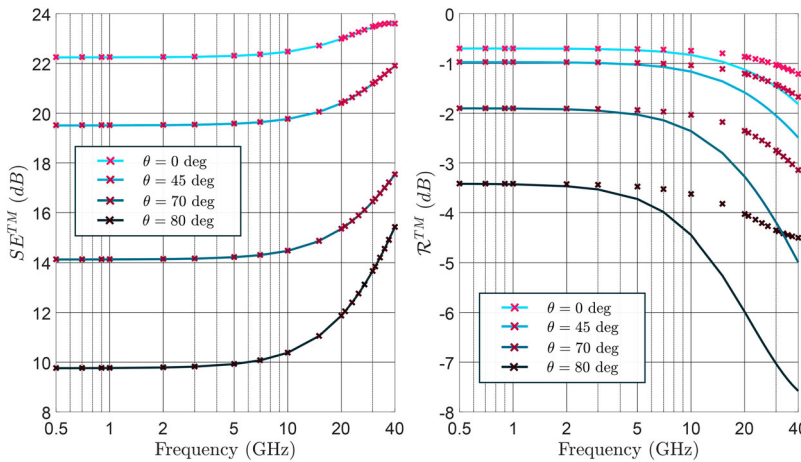 24
22
20
18
16
14
12
10
8
SE^{TM} (dB)
θ = 0 deg
θ = 45 deg
θ = 70 deg
θ = 80 deg
0.5 1 2 5 10 20 40
Frequency (GHz)
0
-1
-2
-3
-4
-5
-6
-7
-8
R^{TM} (dB)
θ = 0 deg
θ = 45 deg
θ = 70 deg
θ = 80 deg
0.5 1 2 5 10 20 40
Frequency (GHz)